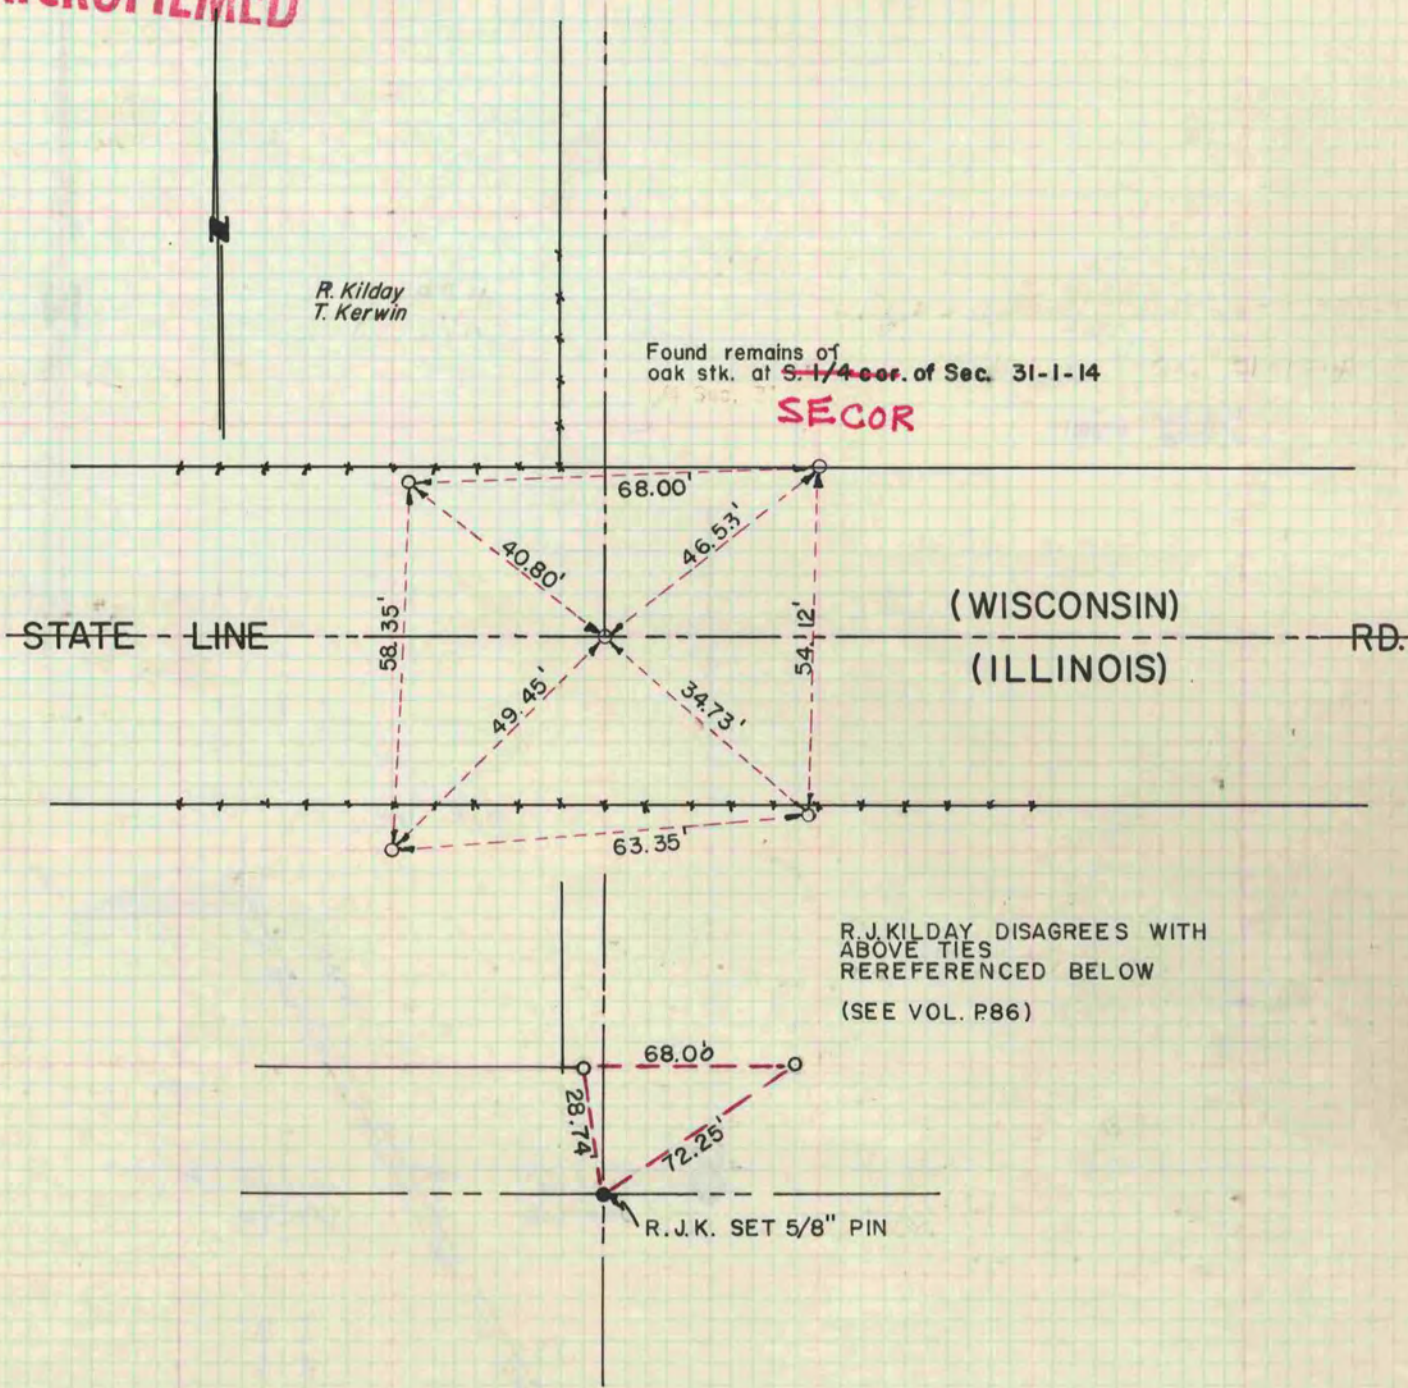 N
R. Kilday
T. Kerwin
Found remains of
oak stk. at S. 1/4 cor. of Sec. 31-1-14
SE COR
68.00'
40.80'
46.53'
58.35'
54.12'
(WISCONSIN)
STATE LINE RD.
(ILLINOIS)
49.45'
34.73'
63.35'
R.J.KILDAY DISAGREES WITH
ABOVE TIES
REREFERENCED BELOW
(SEE VOL. P.86)
68.00'
28.74'
72.25'
R.J.K. SET 5/8" PIN